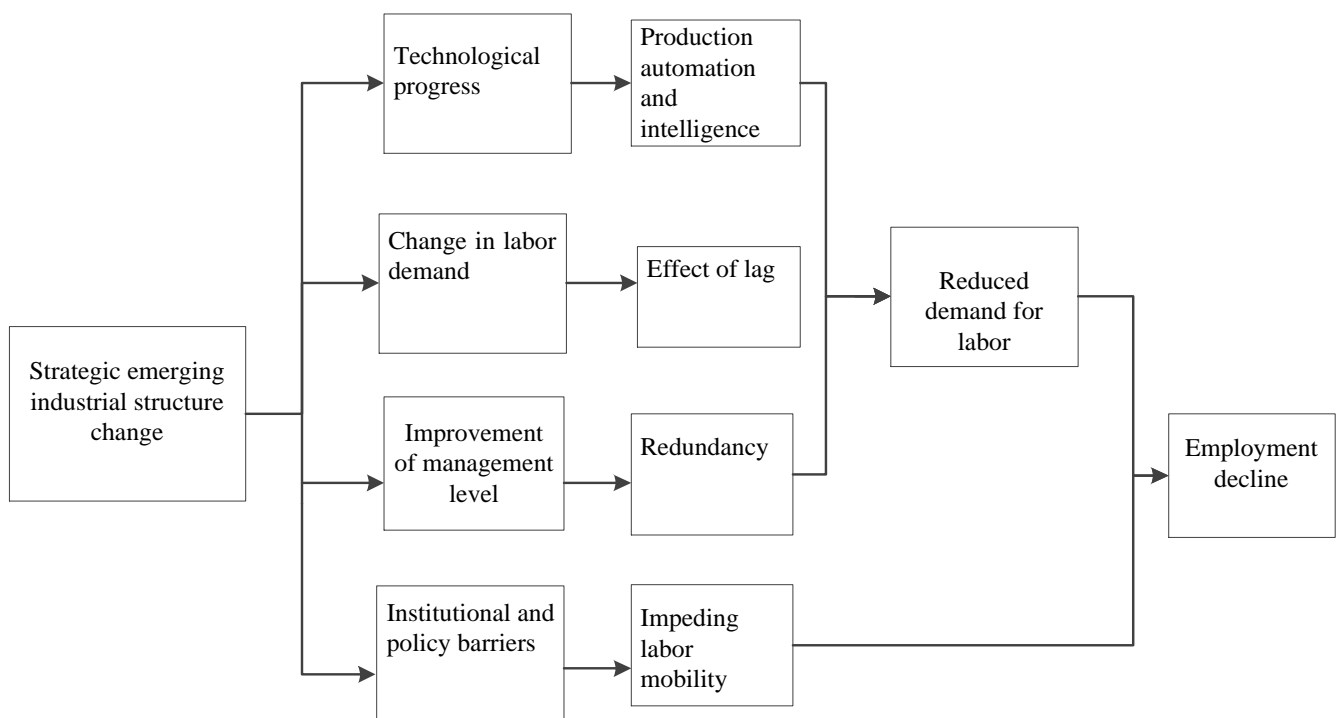 Technological
progress
Production
automation
and
intelligence
Change in labor
demand
Effect of lag
Reduced
demand for
labor
Strategic emerging
industrial structure
change
Improvement
of management
level
Redundancy
Employment
decline
Institutional and
policy barriers
Impeding
labor
mobility